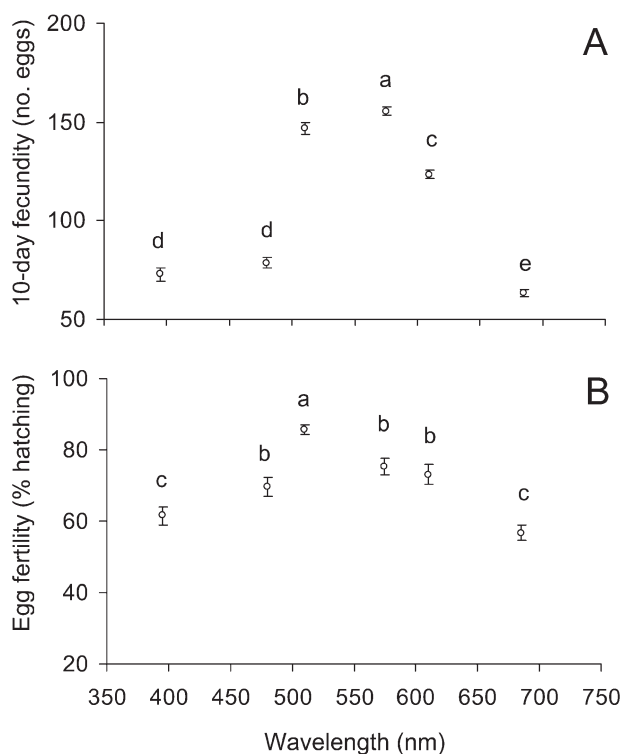 A
10-day fecundity (no. eggs)
200
150
100
50
d
d
b
a
c
e
B
Egg fertility (% hatching)
100
80
60
40
20
c
b
a
b
b
c
350 400 450 500 550 600 650 700 750
Wavelength (nm)